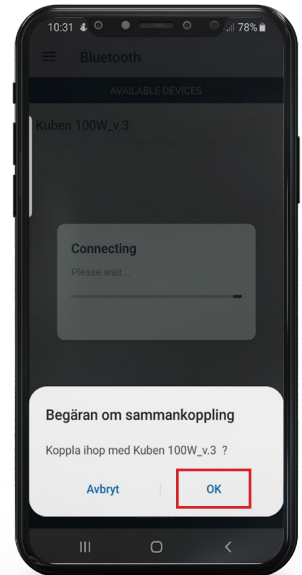 10:31 78%
Bluetooth
AVAILABLE DEVICES
Kuben 100W_v.3
Connecting
Please wait ...
Begäran om sammankoppling
Koppla ihop med Kuben 100W_v.3 ?
Avbryt OK